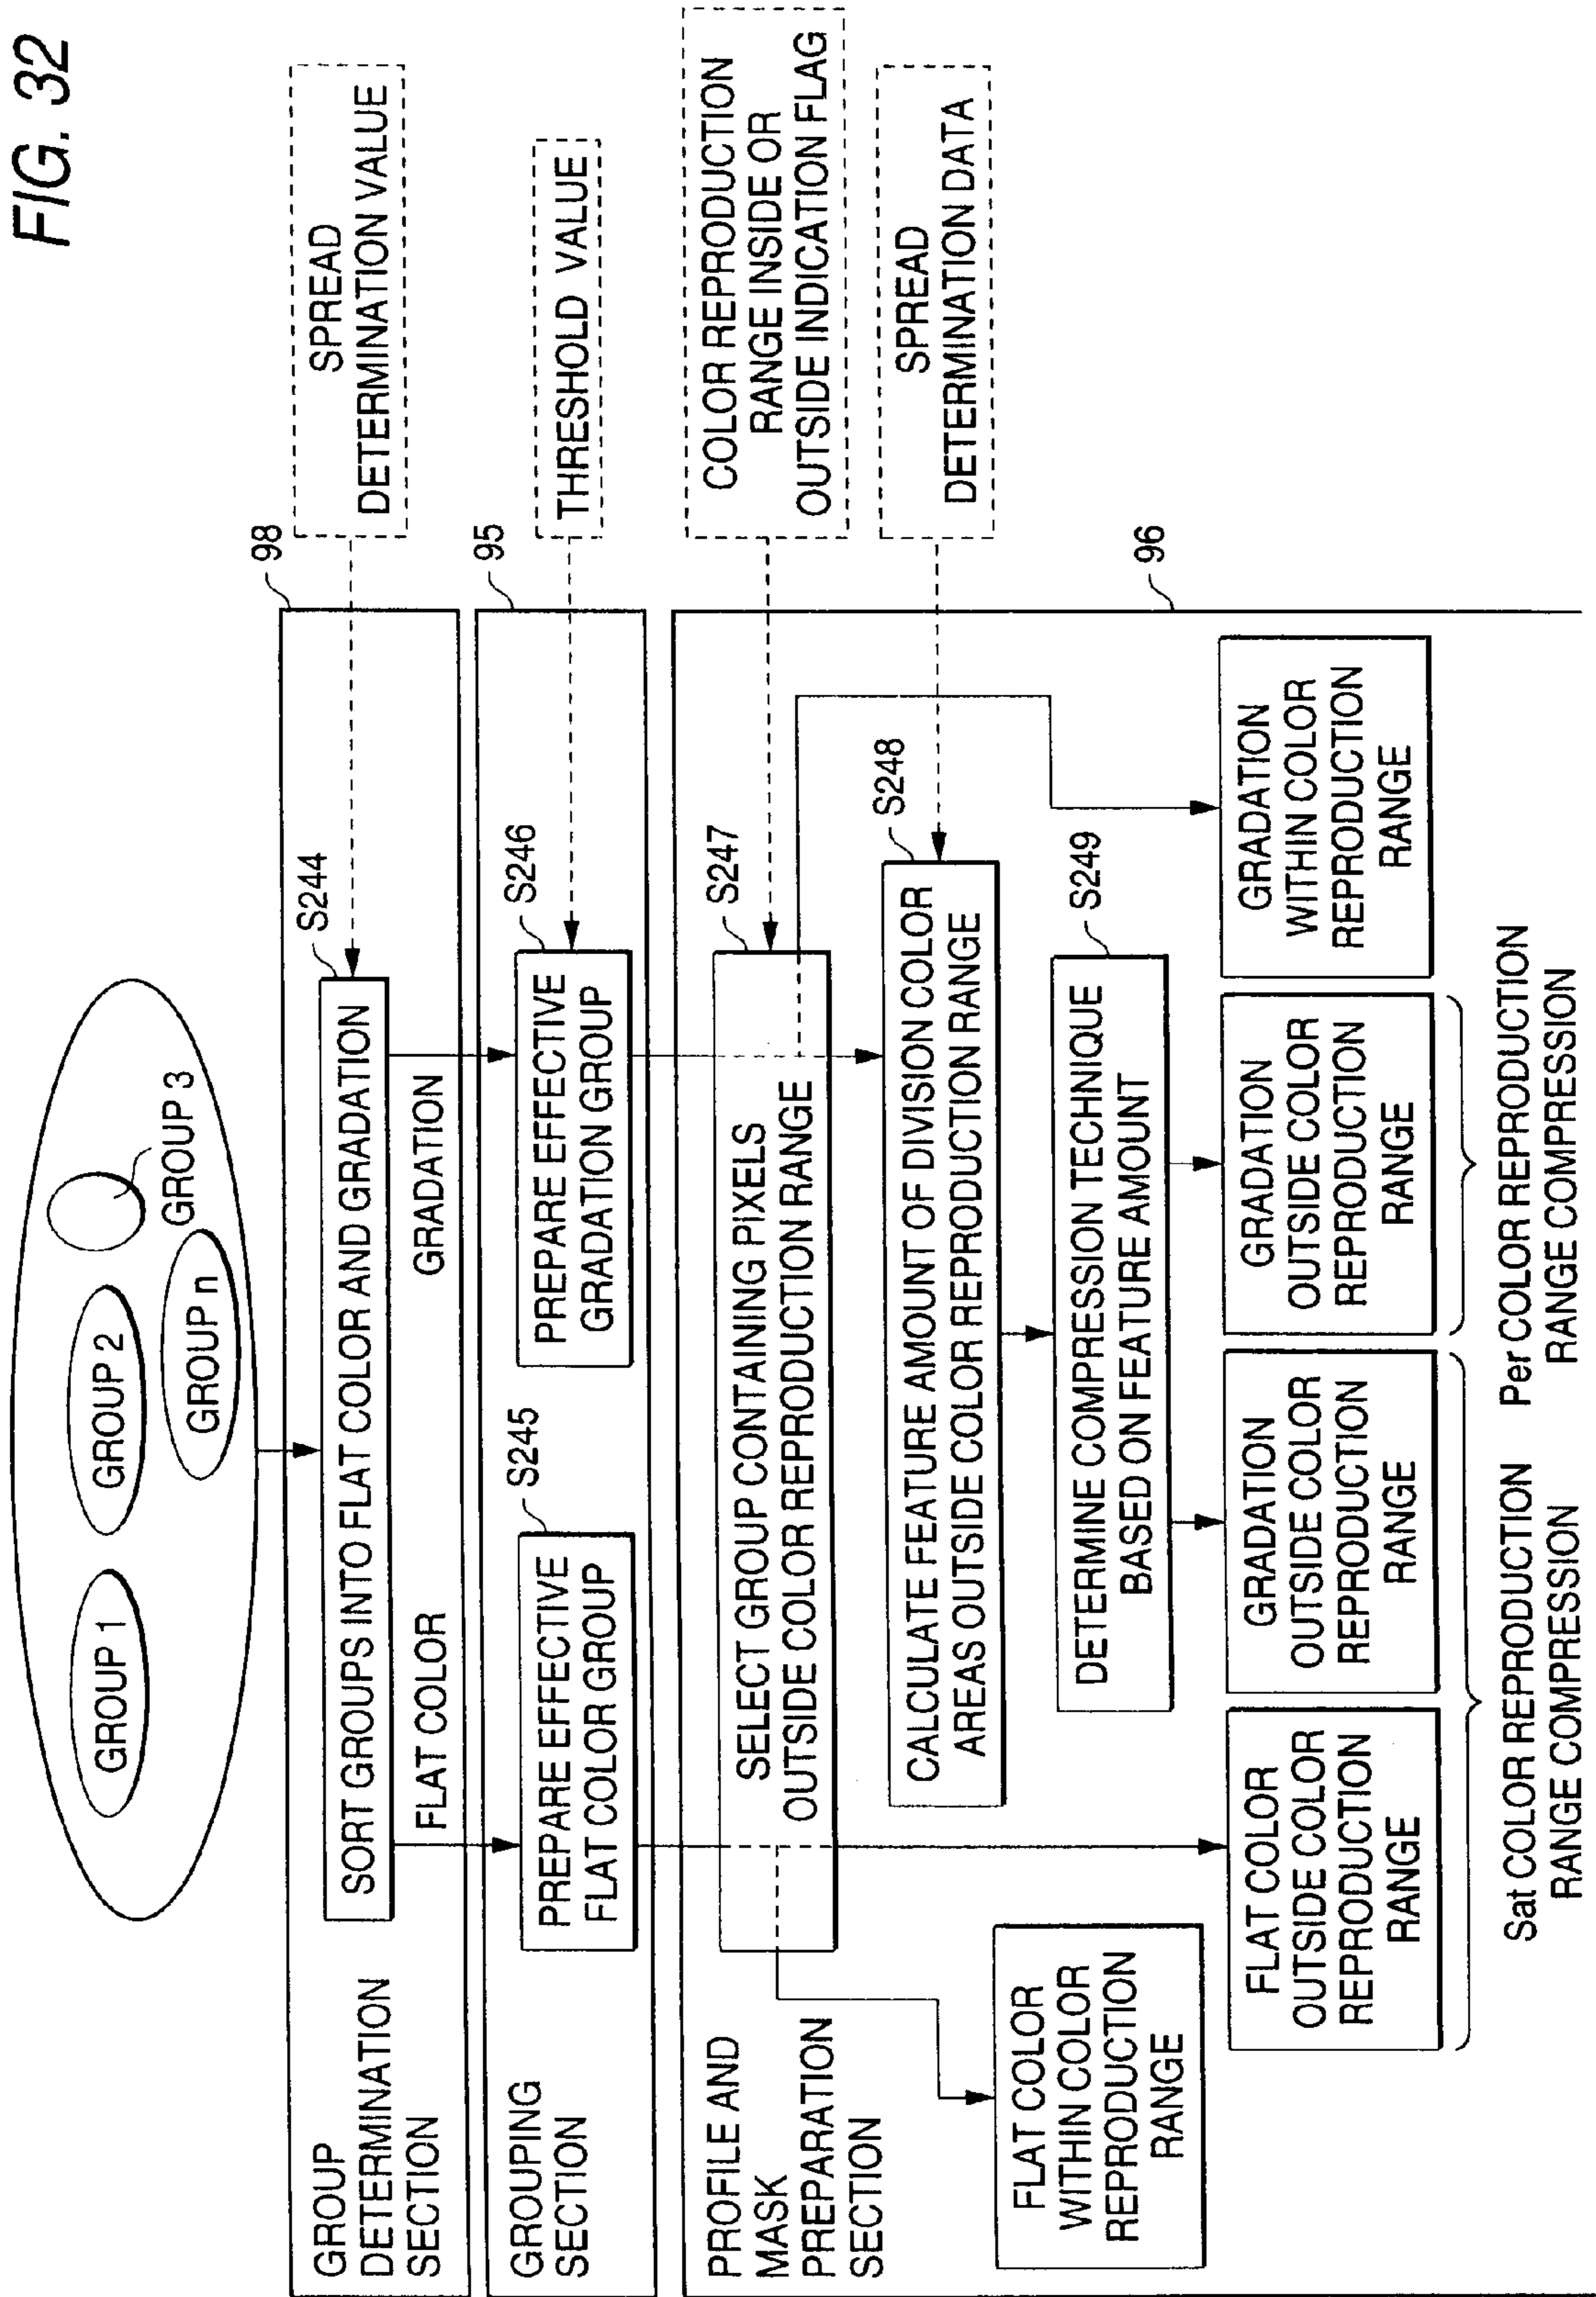 FIG. 32
GROUP 1
GROUP 2
GROUP 3
GROUP n
98
GROUP
DETERMINATION
SECTION
S244
SORT GROUPS INTO FLAT COLOR AND GRADATION
SPREAD
DETERMINATION VALUE
FLAT COLOR
GRADATION
95
GROUPING
SECTION
S245
PREPARE EFFECTIVE
FLAT COLOR GROUP
S246
PREPARE EFFECTIVE
GRADATION GROUP
THRESHOLD VALUE
PROFILE AND
MASK
PREPARATION
SECTION
S247
SELECT GROUP CONTAINING PIXELS
OUTSIDE COLOR REPRODUCTION RANGE
COLOR REPRODUCTION
RANGE INSIDE OR
OUTSIDE INDICATION FLAG
S248
CALCULATE FEATURE AMOUNT OF DIVISION COLOR
AREAS OUTSIDE COLOR REPRODUCTION RANGE
SPREAD
DETERMINATION DATA
S249
DETERMINE COMPRESSION TECHNIQUE
BASED ON FEATURE AMOUNT
96
FLAT COLOR
WITHIN COLOR
REPRODUCTION
RANGE
FLAT COLOR
OUTSIDE COLOR
REPRODUCTION
RANGE
GRADATION
OUTSIDE COLOR
REPRODUCTION
RANGE
GRADATION
OUTSIDE COLOR
REPRODUCTION
RANGE
GRADATION
WITHIN COLOR
REPRODUCTION
RANGE
Sat COLOR REPRODUCTION
RANGE COMPRESSION
Per COLOR REPRODUCTION
RANGE COMPRESSION